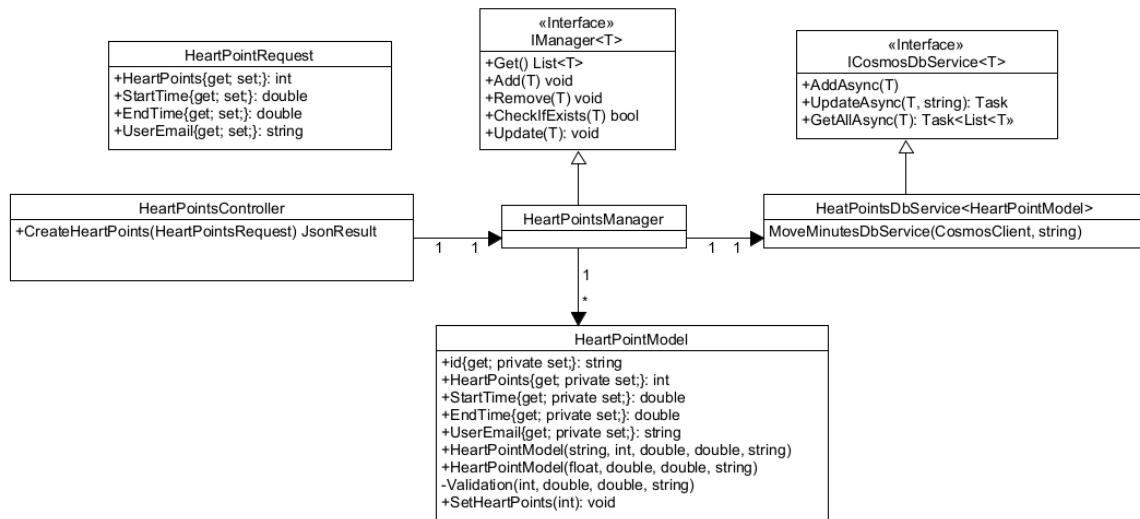 HeartPointRequest
+HeartPoints{get; set;}: int
+StartTime{get; set;}: double
+EndTime{get; set;}: double
+UserEmail{get; set;}: string
«Interface»
IManager<T>
+Get() List<T>
+Add(T) void
+Remove(T) void
+CheckIfExists(T) bool
+Update(T): void
«Interface»
ICosmosDbService<T>
+AddAsync(T)
+UpdateAsync(T, string): Task
+GetAllAsync(T): Task<List<T»
HeartPointsController
+CreateHeartPoints(HeartPointsRequest) JsonResult
1
1
HeartPointsManager
1
1
HeatPointsDbService<HeartPointModel>
MoveMinutesDbService(CosmosClient, string)
1
*
HeartPointModel
+id{get; private set;}: string
+HeartPoints{get; private set;}: int
+StartTime{get; private set;}: double
+EndTime{get; private set;}: double
+UserEmail{get; private set;}: string
+HeartPointModel(string, int, double, double, string)
+HeartPointModel(float, double, double, string)
-Validation(int, double, double, string)
+SetHeartPoints(int): void